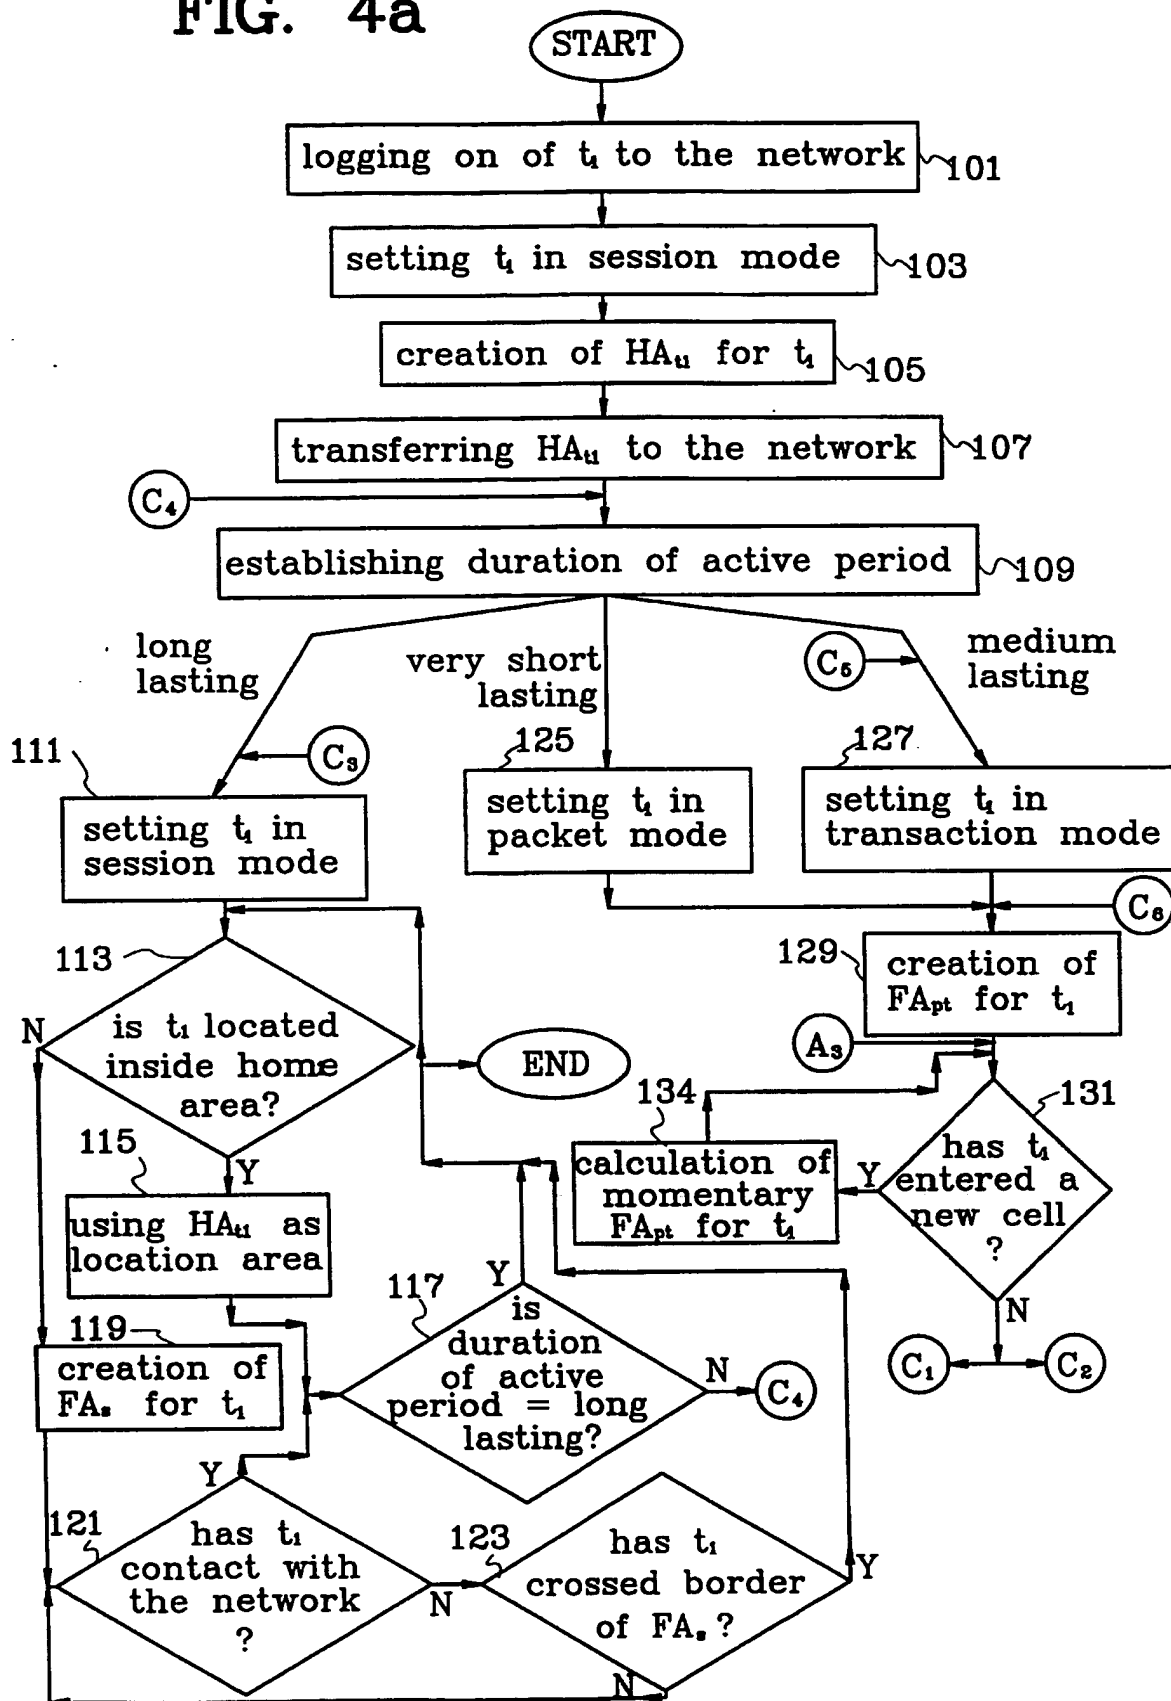 FIG. 4a
START
logging on of t₁ to the network
101
setting t₁ in session mode
103
creation of HAₜ₁ for t₁
105
transferring HAₜ₁ to the network
107
C₄
establishing duration of active period
109
long
lasting
very short
lasting
C₅
medium
lasting
111
C₃
125
127
setting t₁ in
session mode
setting t₁ in
packet mode
setting t₁ in
transaction mode
C₆
113
129
creation of
FAₚₜ for t₁
N
is t₁ located
inside home
area?
END
A₃
134
131
115
Y
calculation of
momentary
FAₚₜ for t₁
Y
has t₁
entered a
new cell
?
using HAₜ₁ as
location area
117
Y
is
duration
of active
period = long
lasting?
N
119
creation of
FAₛ for t₁
N
C₄
C₁
C₂
Y
121
has t₁
contact with
the network
?
N
123
has t₁
crossed border
of FAₛ?
Y
N